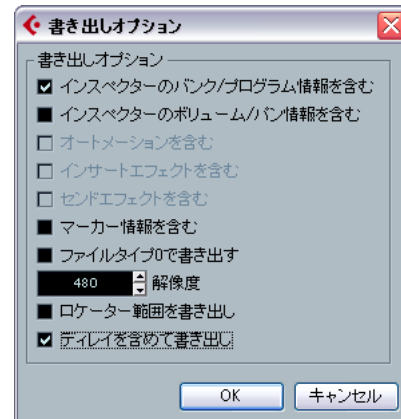 書き出しオプション
書き出しオプション
インスペクターのバンク/プログラム情報を含む
インスペクターのボリューム/パン情報を含む
オートメーションを含む
インサートエフェクトを含む
センドエフェクトを含む
マーカー情報を含む
ファイルタイプ0で書き出す
480 解像度
ロケーター範囲を書き出し
ディレイを含めて書き出し
OK キャンセル